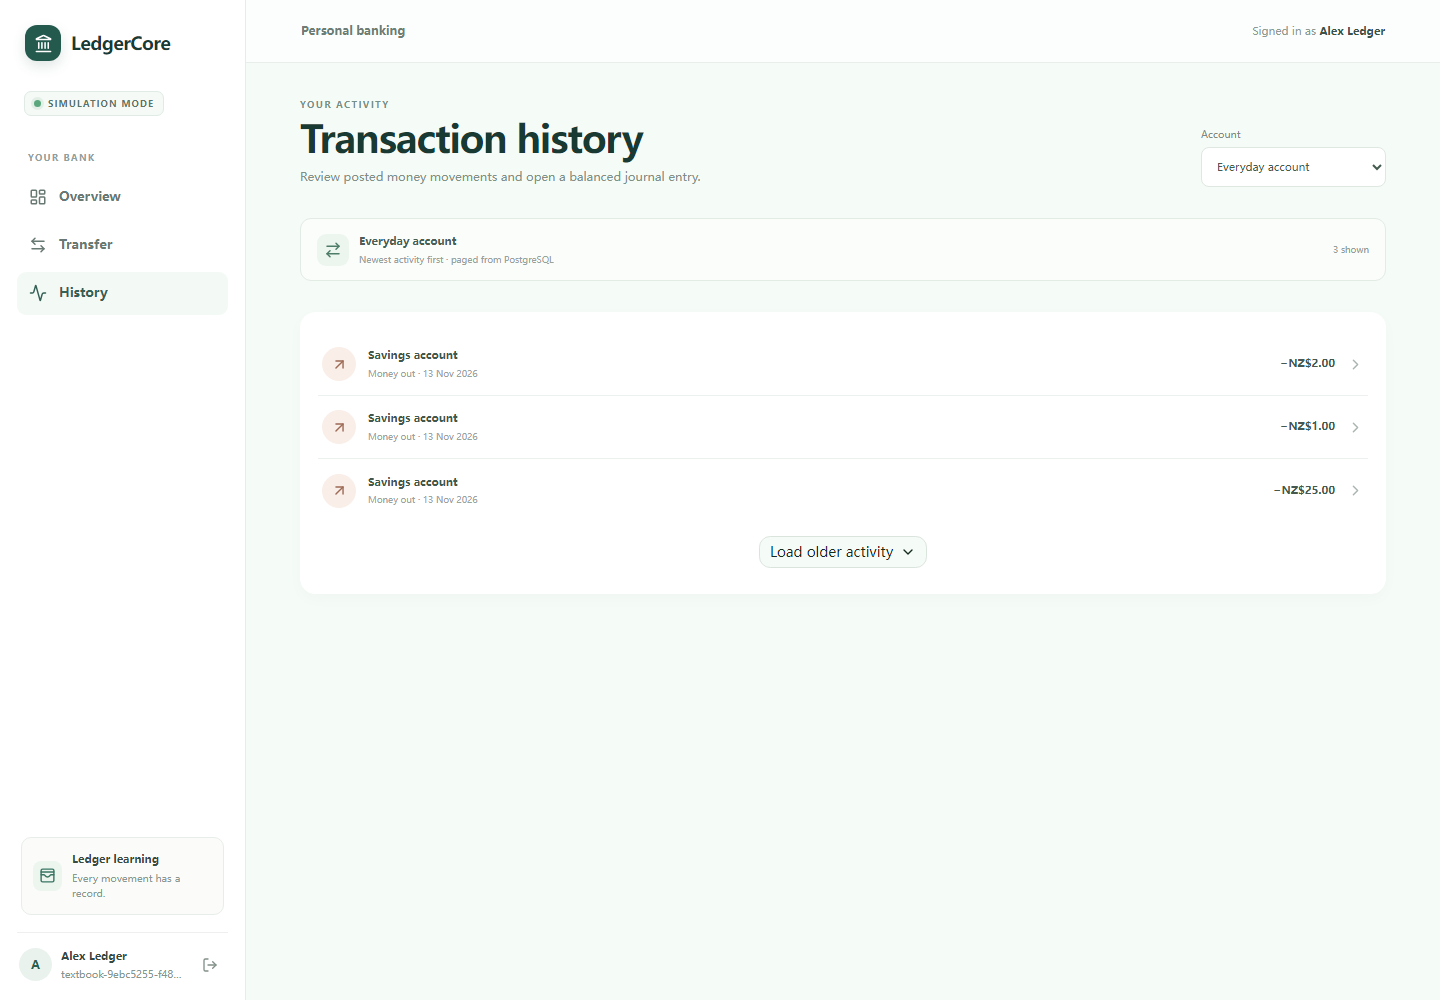 LedgerCore
SIMULATION MODE
YOUR BANK
Overview
Transfer
History
Ledger learning
Every movement has a
record.
A
Alex Ledger
textbook-9ebc5255-f48...
Personal banking
Signed in as Alex Ledger
YOUR ACTIVITY
Transaction history
Review posted money movements and open a balanced journal entry.
Account
Everyday account
Everyday account
Newest activity first · paged from PostgreSQL
3 shown
Savings account
Money out · 13 Nov 2026
−NZ$2.00
Savings account
Money out · 13 Nov 2026
−NZ$1.00
Savings account
Money out · 13 Nov 2026
−NZ$25.00
Load older activity